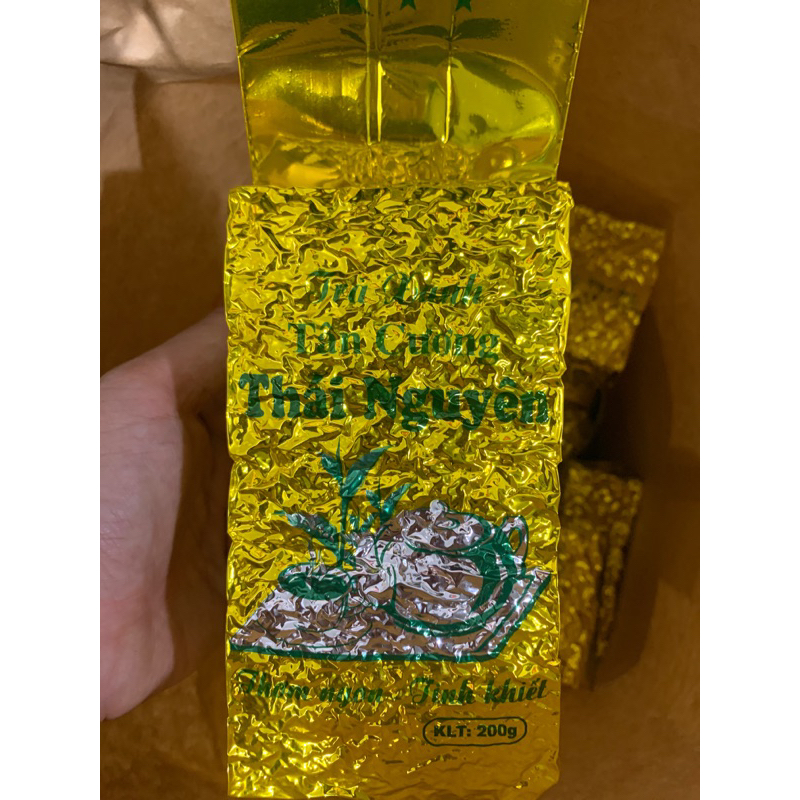 Trà Xanh
Tân Cương
Thái Nguyên
Thơm ngon - Tinh khiết
KLT: 200g